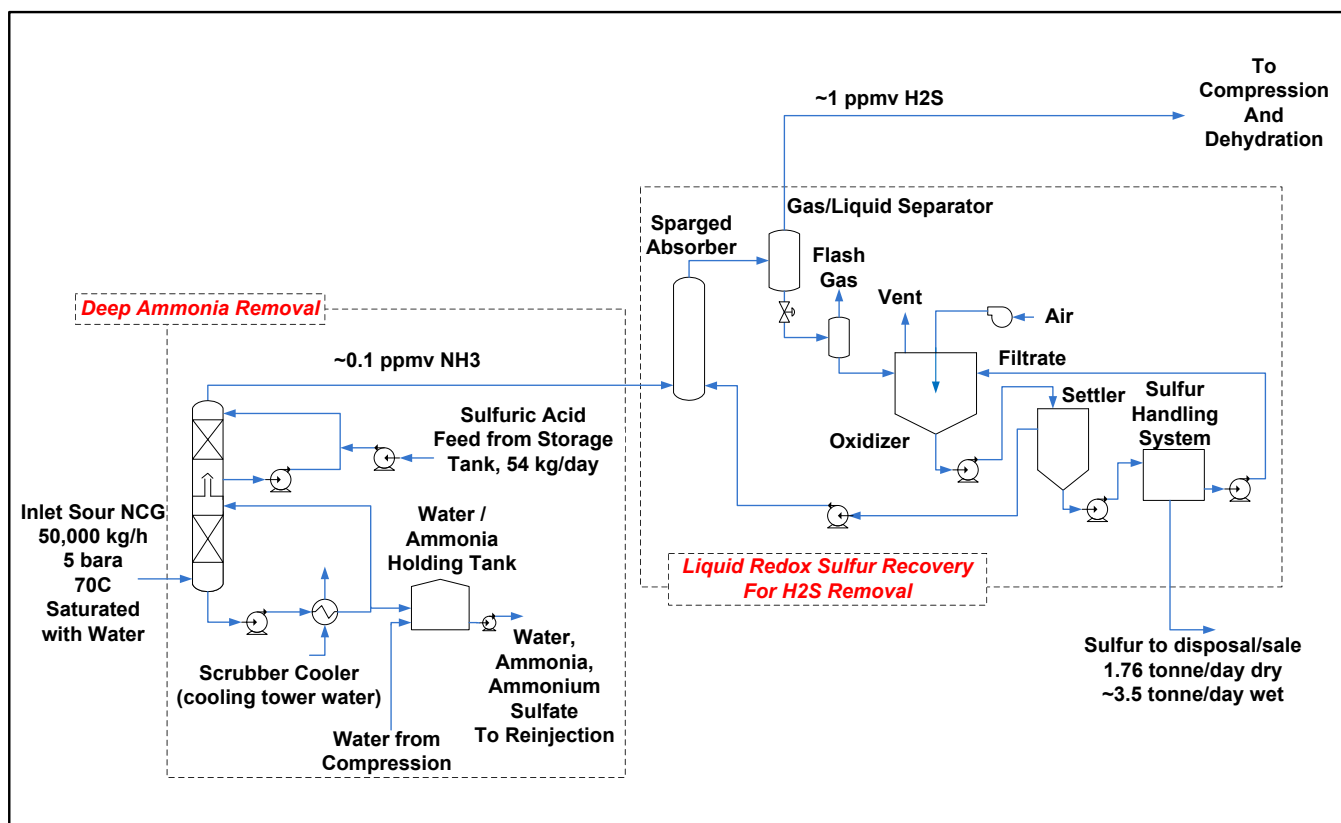 To
Compression
And
Dehydration
~1 ppmv H2S
Gas/Liquid Separator
Sparged
Absorber
Flash
Gas
Vent
Air
Filtrate
Settler
Sulfur
Handling
System
Oxidizer
Deep Ammonia Removal
~0.1 ppmv NH3
Sulfuric Acid
Feed from Storage
Tank, 54 kg/day
Inlet Sour NCG
50,000 kg/h
5 bara
70C
Saturated
with Water
Water /
Ammonia
Holding Tank
Scrubber Cooler
(cooling tower water)
Water from
Compression
Water,
Ammonia,
Ammonium
Sulfate
To Reinjection
Liquid Redox Sulfur Recovery
For H2S Removal
Sulfur to disposal/sale
1.76 tonne/day dry
~3.5 tonne/day wet